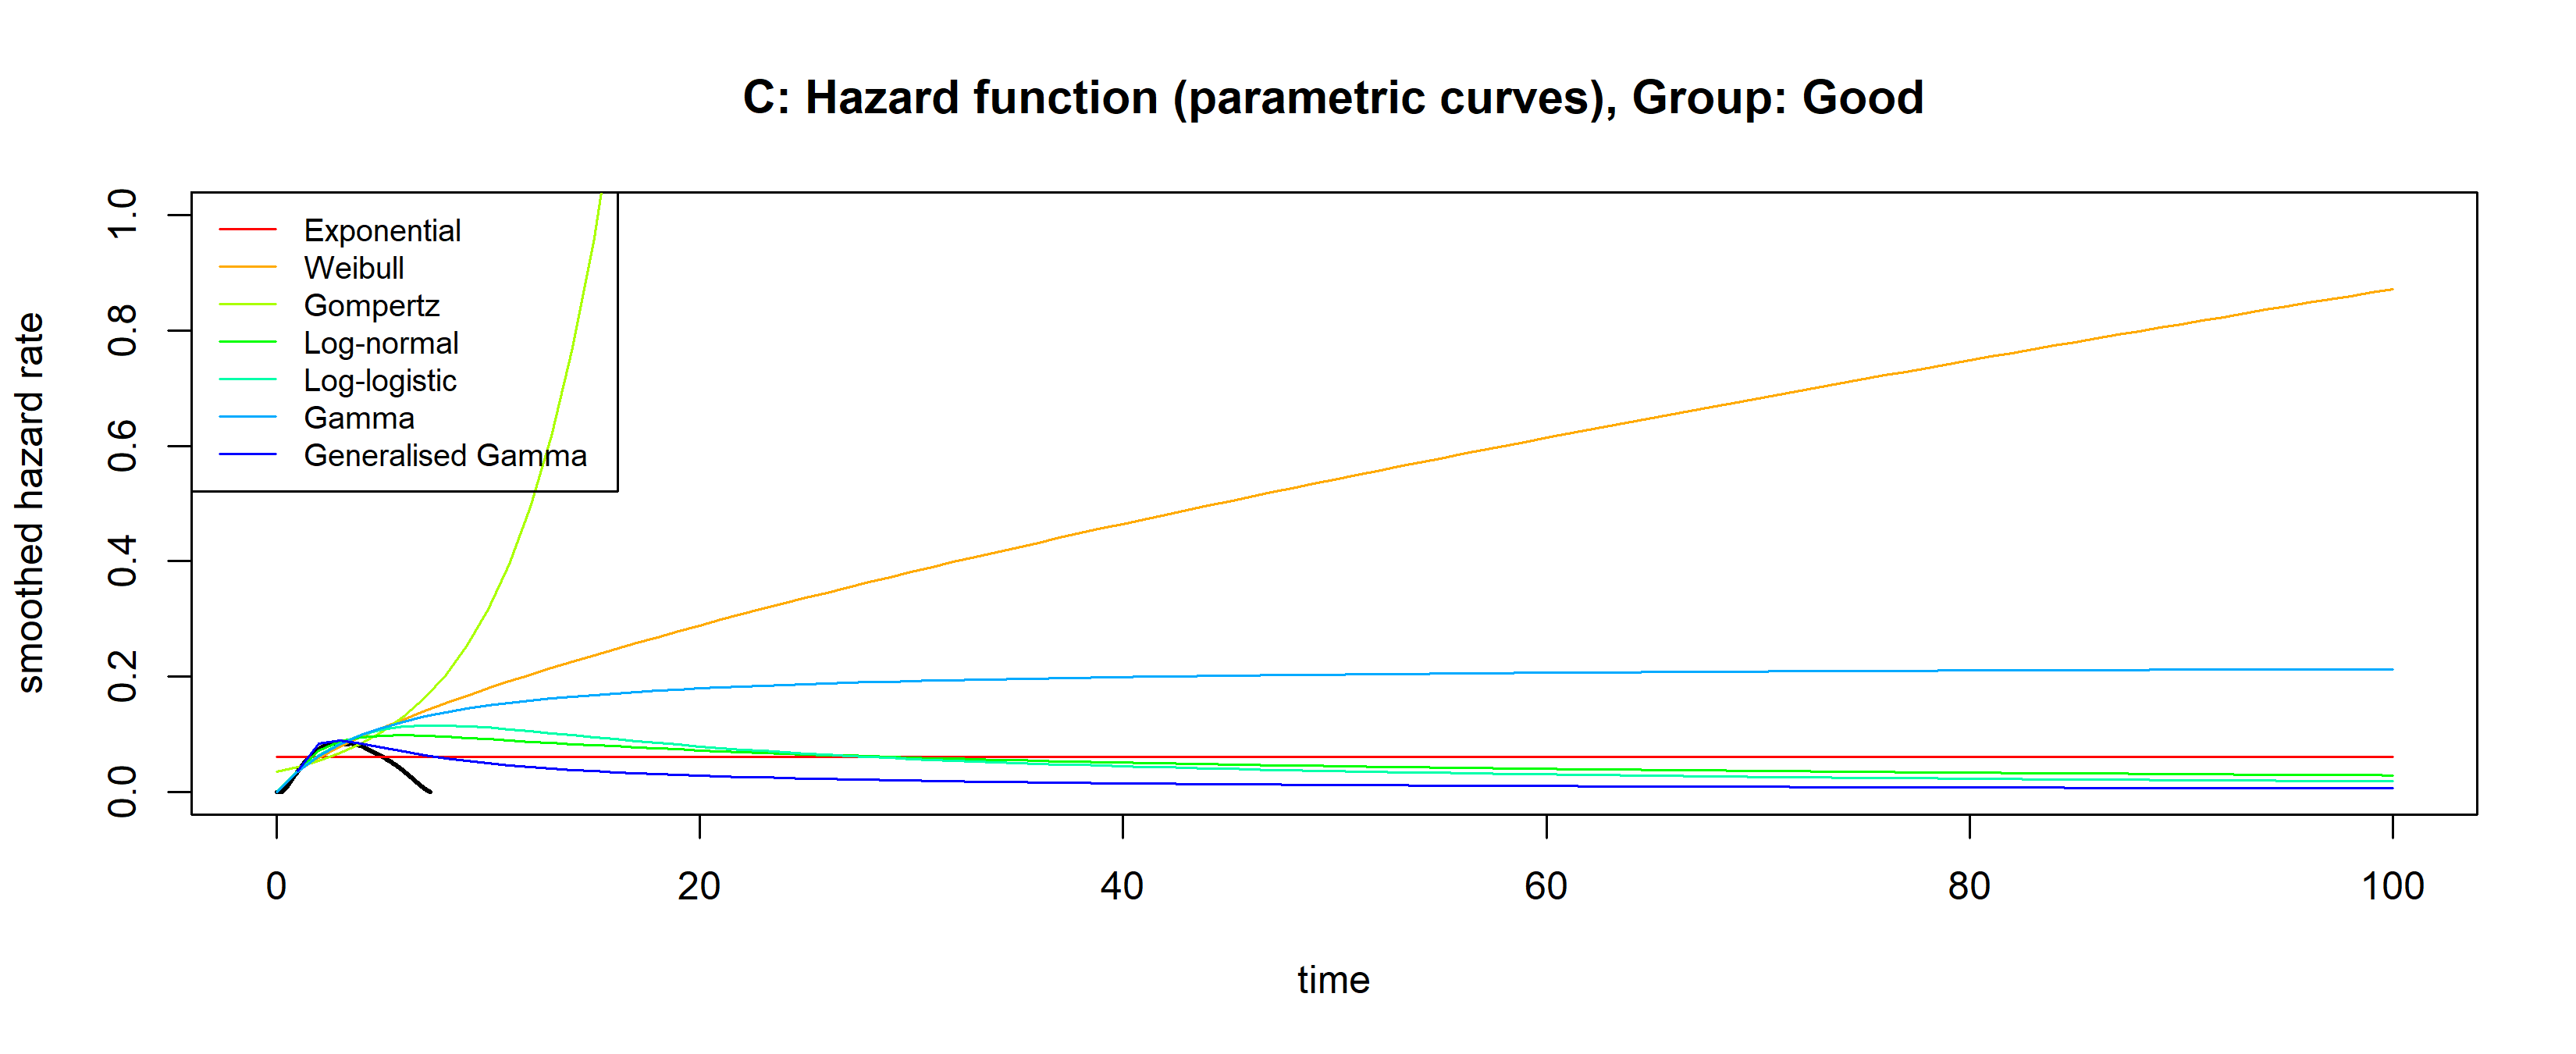 C: Hazard function (parametric curves), Group: Good
smoothed hazard rate
1.0
0.8
0.6
0.4
0.2
0.0
Exponential
Weibull
Gompertz
Log-normal
Log-logistic
Gamma
Generalised Gamma
0 20 40 60 80 100
time